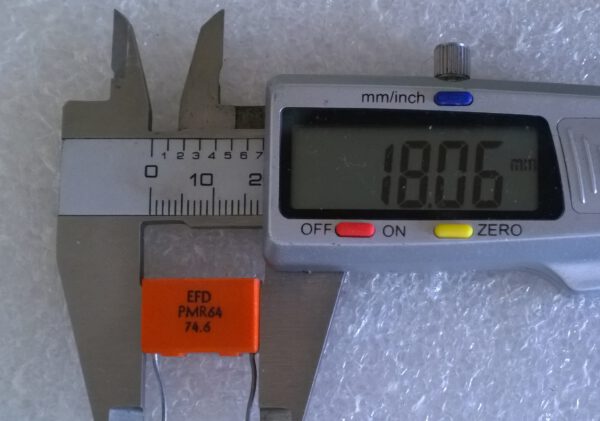 mm/inch
18.06 mm
OFF ON ZERO
1 2 3 4 5 6 7
0 10 2
EFD
PMR64
74.6